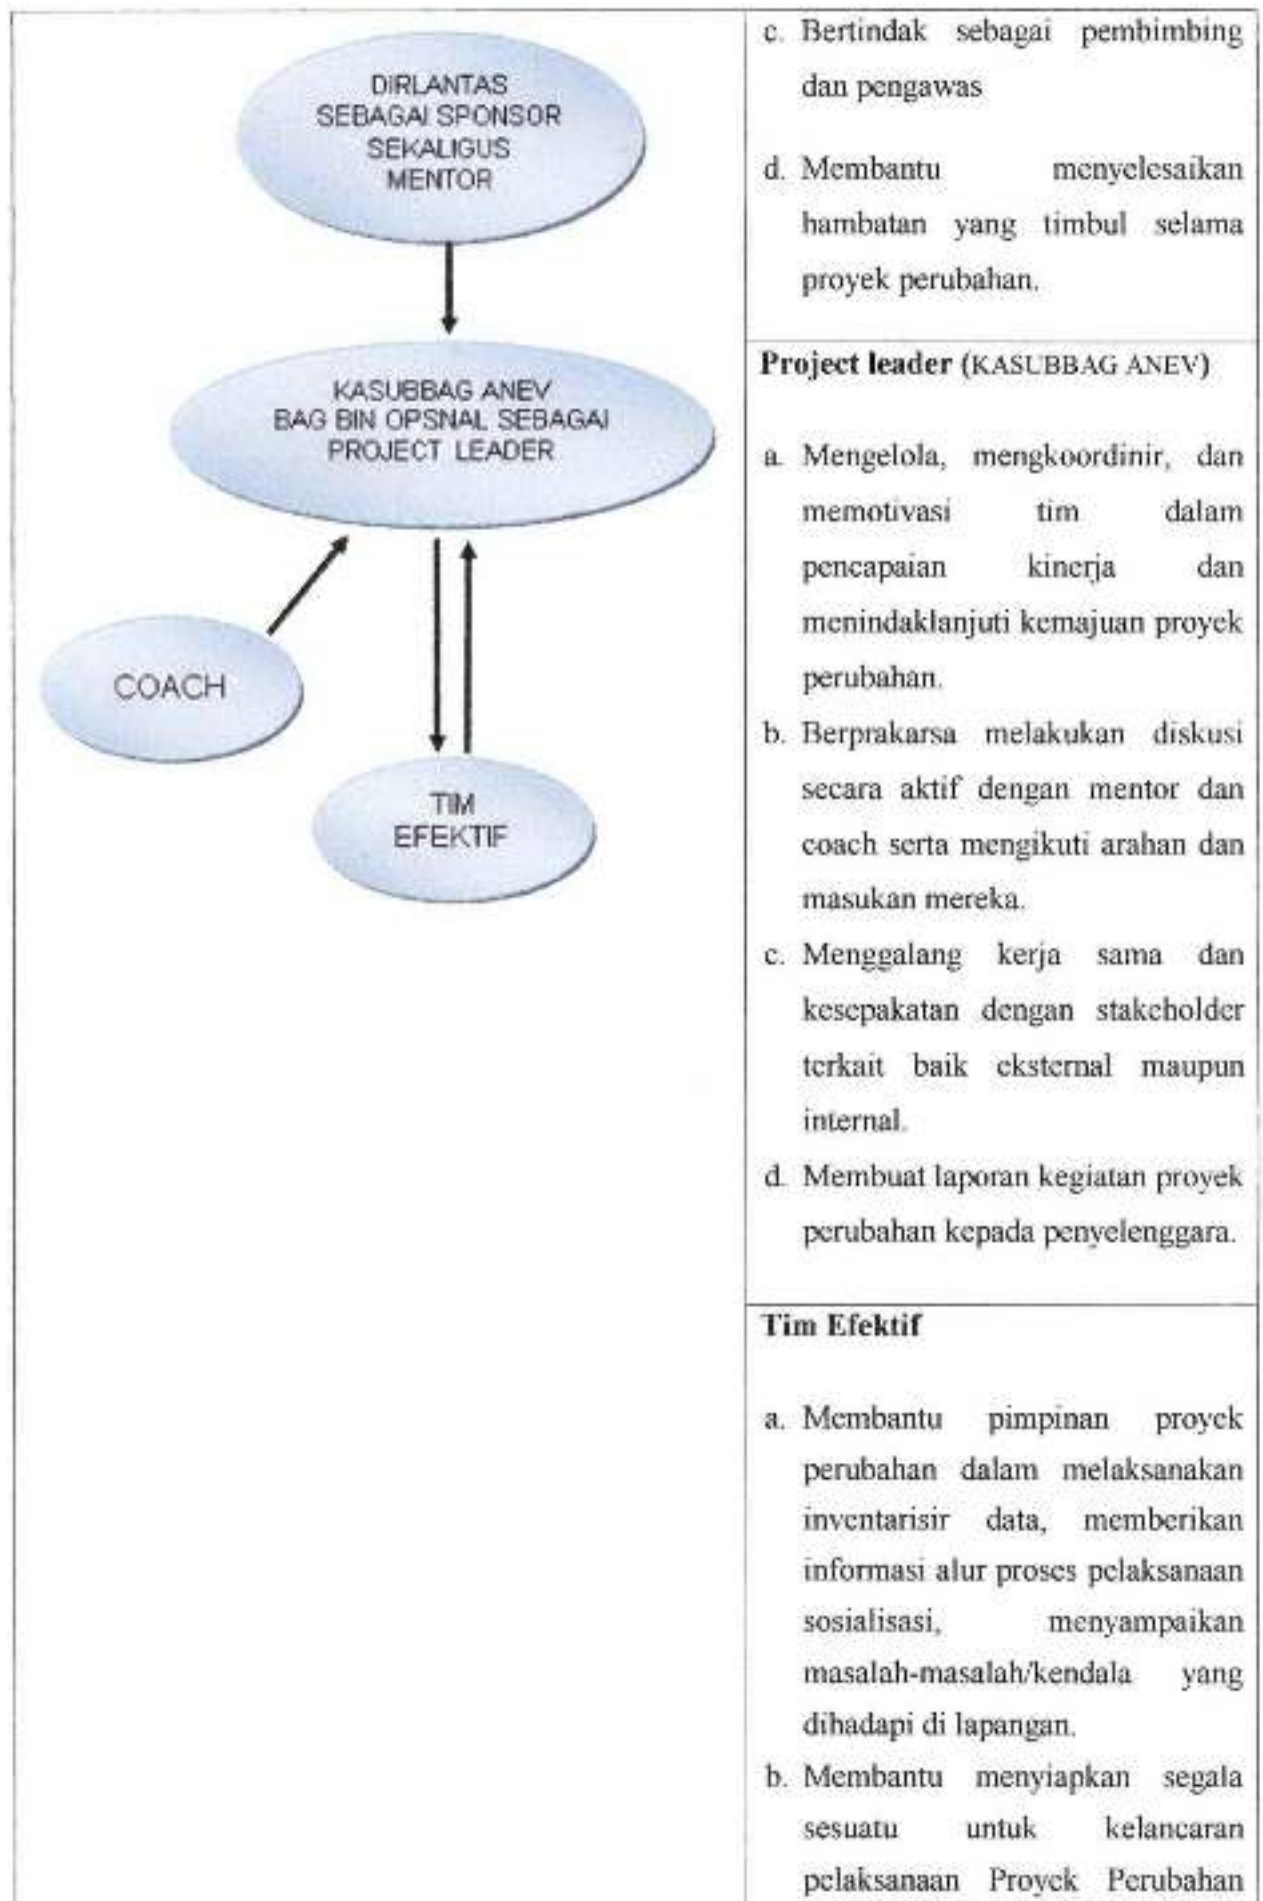 DIRLANTAS
SEBAGAI SPONSOR
SEKALIGUS
MENTOR
KASUBBAG ANEV
BAG BIN OPSNAL SEBAGAI
PROJECT LEADER
COACH
TIM
EFEKTIF
c. Bertindak sebagai pembimbing
dan pengawas
d. Membantu menyelesaikan
hambatan yang timbul selama
proyek perubahan.
Project leader (KASUBBAG ANEV)
a. Mengelola, mengkoordinir, dan
memotivasi tim dalam
pencapaian kinerja dan
menindaklanjuti kemajuan proyek
perubahan.
b. Berprakarsa melakukan diskusi
secara aktif dengan mentor dan
coach serta mengikuti arahan dan
masukan mereka.
c. Menggalang kerja sama dan
kesepakatan dengan stakeholder
terkait baik eksternal maupun
internal.
d. Membuat laporan kegiatan proyek
perubahan kepada penyelenggara.
Tim Efektif
a. Membantu pimpinan proyek
perubahan dalam melaksanakan
inventarisir data, memberikan
informasi alur proses pelaksanaan
sosialisasi, menyampaikan
masalah-masalah/kendala yang
dihadapi di lapangan.
b. Membantu menyiapkan segala
sesuatu untuk kelancaran
pelaksanaan Proyek Perubahan